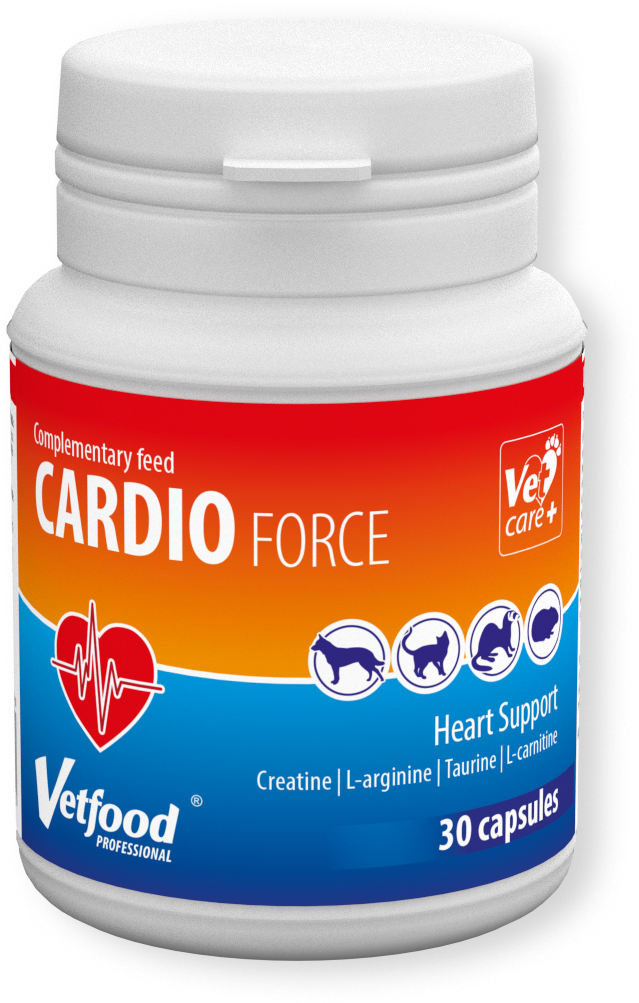 Complementary feed
CARDIO FORCE
Vet
care +
Heart Support
Creatine | L-arginine | Taurine | L-carnitine
30 capsules
Vetfood ®
PROFESSIONAL